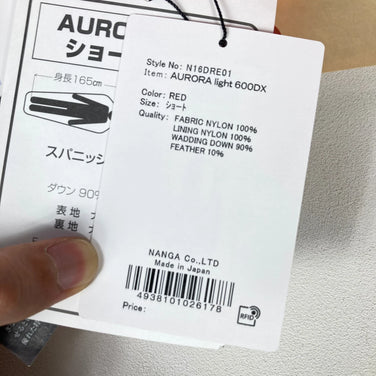 AURO
ショート
身長165cm
スパニッシ
ダウン 90%
表地
裏地
Style No: N16DRE01
Item: AURORA light 600DX
Color: RED
Size: ショート
Quality: FABRIC NYLON 100%
LINING NYLON 100%
WADDING DOWN 90%
FEATHER 10%
NANGA Co.,LTD
Made in Japan
4938101026178
Price:
RFID